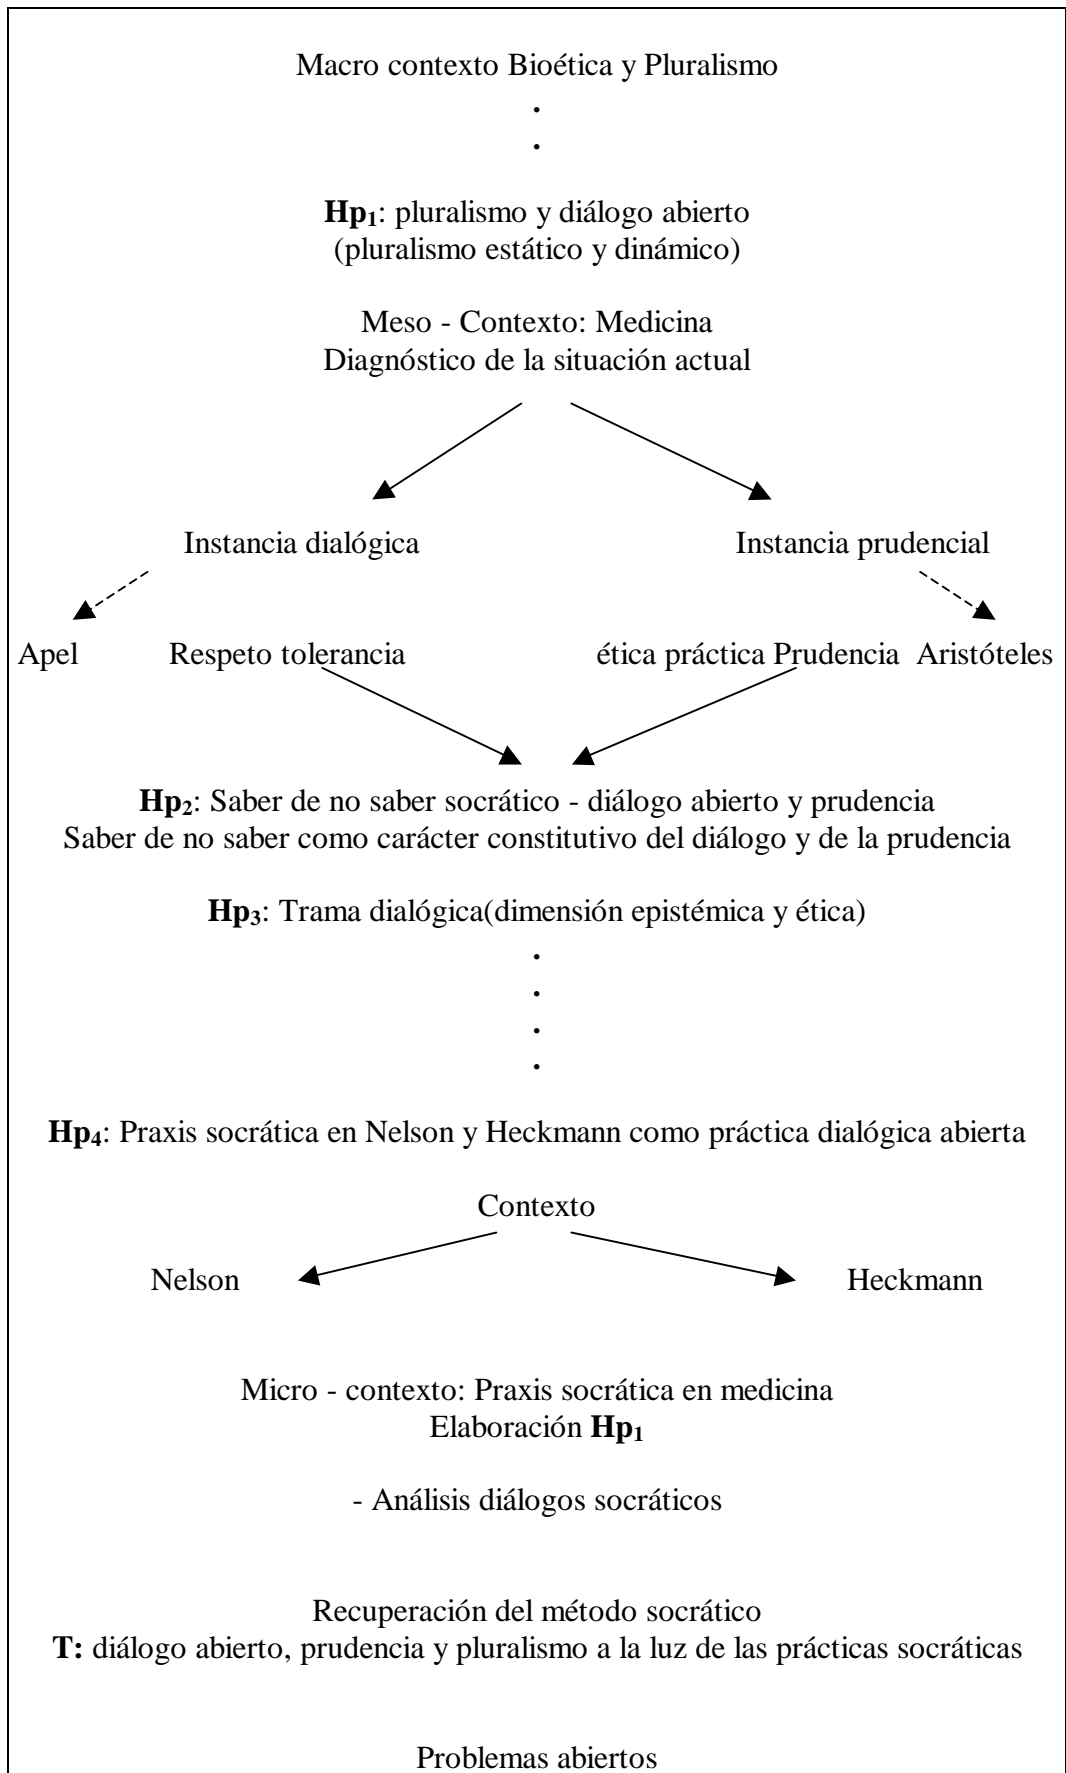 Macro contexto Bioética y Pluralismo
.
.
Hp1: pluralismo y diálogo abierto
(pluralismo estático y dinámico)
Meso - Contexto: Medicina
Diagnóstico de la situación actual
Instancia dialógica Instancia prudencial
Apel Respeto tolerancia ética práctica Prudencia Aristóteles
Hp2: Saber de no saber socrático - diálogo abierto y prudencia
Saber de no saber como carácter constitutivo del diálogo y de la prudencia
Hp3: Trama dialógica(dimensión epistémica y ética)
.
.
.
.
Hp4: Praxis socrática en Nelson y Heckmann como práctica dialógica abierta
Contexto
Nelson Heckmann
Micro - contexto: Praxis socrática en medicina
Elaboración Hp1
- Análisis diálogos socráticos
Recuperación del método socrático
T: diálogo abierto, prudencia y pluralismo a la luz de las prácticas socráticas
Problemas abiertos